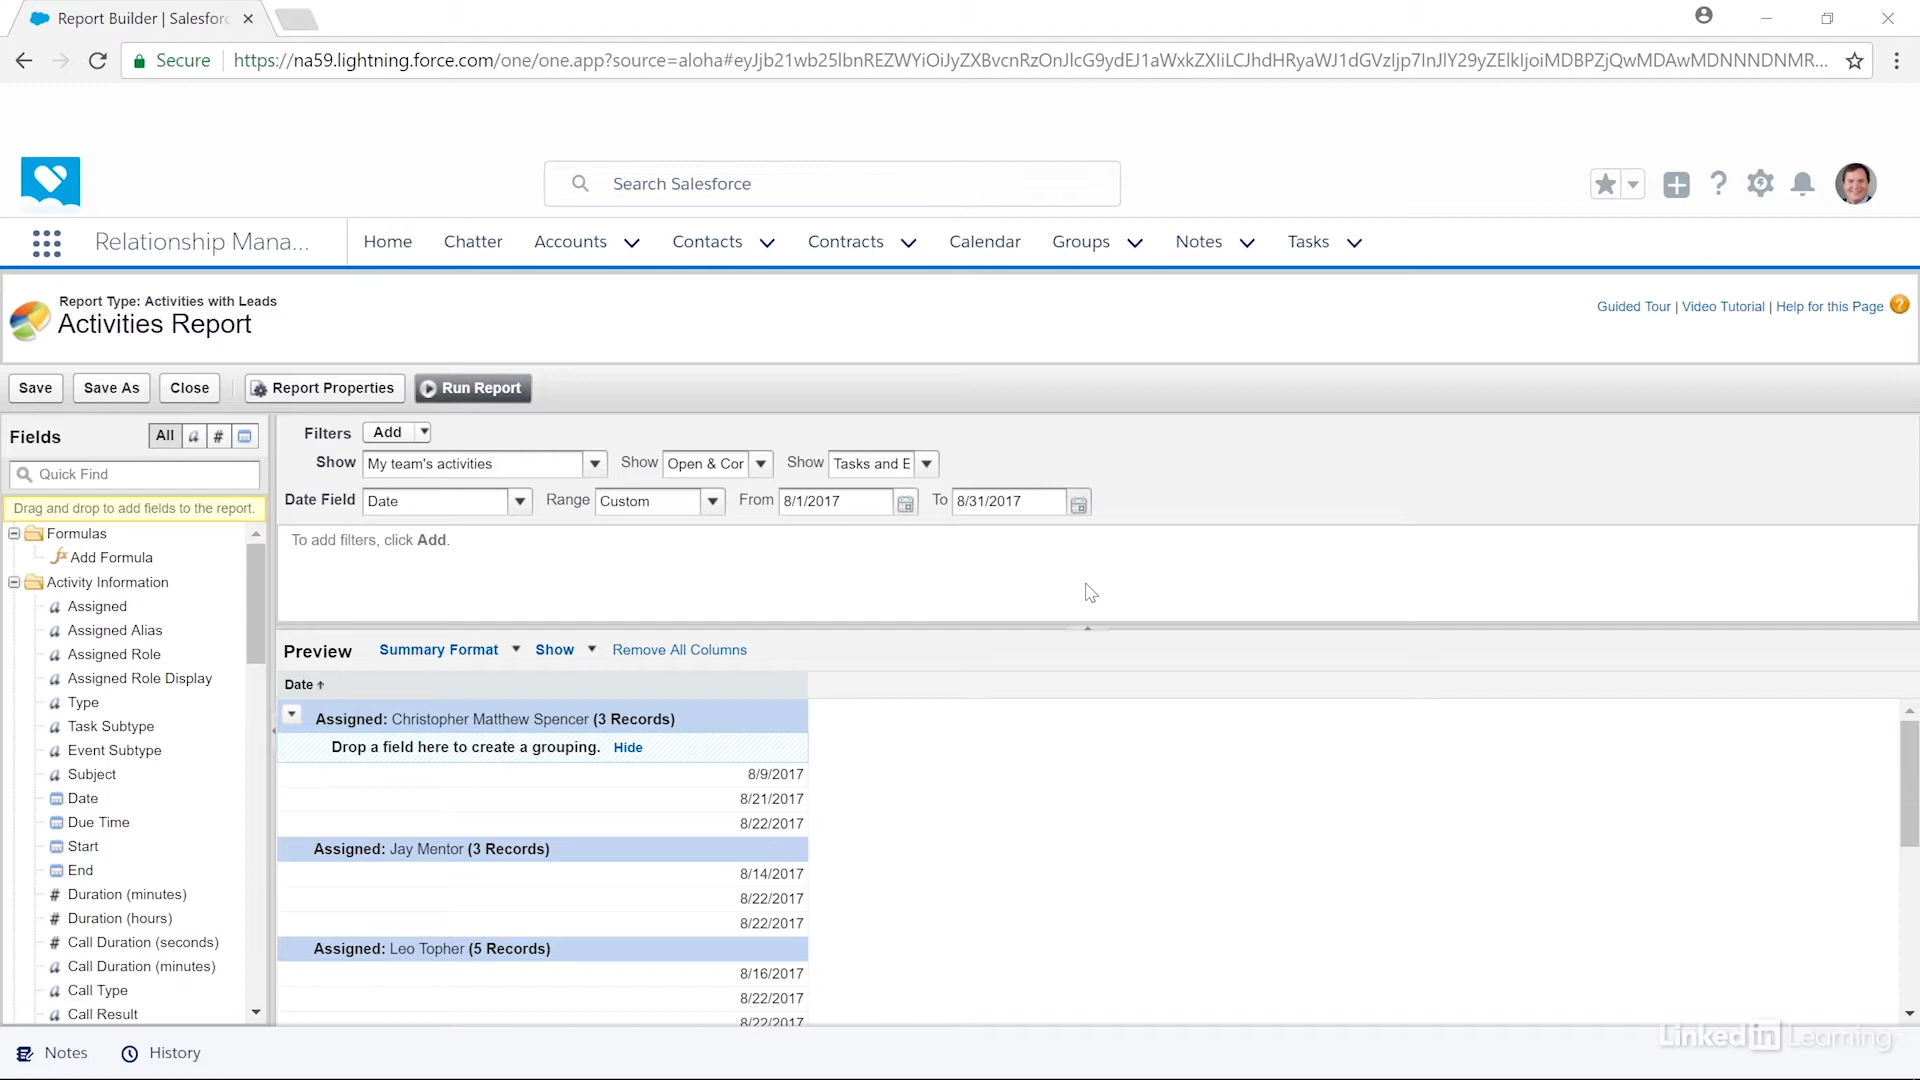 Report Builder | Salesforc
Secure
https://na59.lightning.force.com/one/one.app?source=aloha#eyJjb21wb25lbnREZWYiOiJyZXBvcnRzOnJlcG9ydEJ1aWxkZXIiLCJhdHRyaWJ1dGVzIjp7InJlY29yZElkIjoiMDBPZjQwMDAwMDNNNDNMR...
Search Salesforce
Relationship Mana...
Home
Chatter
Accounts
Contacts
Contracts
Calendar
Groups
Notes
Tasks
Report Type: Activities with Leads
Activities Report
Guided Tour | Video Tutorial | Help for this Page
Save
Save As
Close
Report Properties
Run Report
Fields
All
a
#
Quick Find
Drag and drop to add fields to the report.
Formulas
Add Formula
Activity Information
Assigned
Assigned Alias
Assigned Role
Assigned Role Display
Type
Task Subtype
Event Subtype
Subject
Date
Due Time
Start
End
Duration (minutes)
Duration (hours)
Call Duration (seconds)
Call Duration (minutes)
Call Type
Call Result
Filters
Add
Show My team's activities
Show Open & Cor
Show Tasks and E
Date Field Date
Range Custom
From 8/1/2017
To 8/31/2017
To add filters, click Add.
Preview
Summary Format
Show
Remove All Columns
Date
Assigned: Christopher Matthew Spencer (3 Records)
Drop a field here to create a grouping. Hide
8/9/2017
8/21/2017
8/22/2017
Assigned: Jay Mentor (3 Records)
8/14/2017
8/22/2017
8/22/2017
Assigned: Leo Topher (5 Records)
8/16/2017
8/22/2017
8/22/2017
Notes
History
Linked in Learning